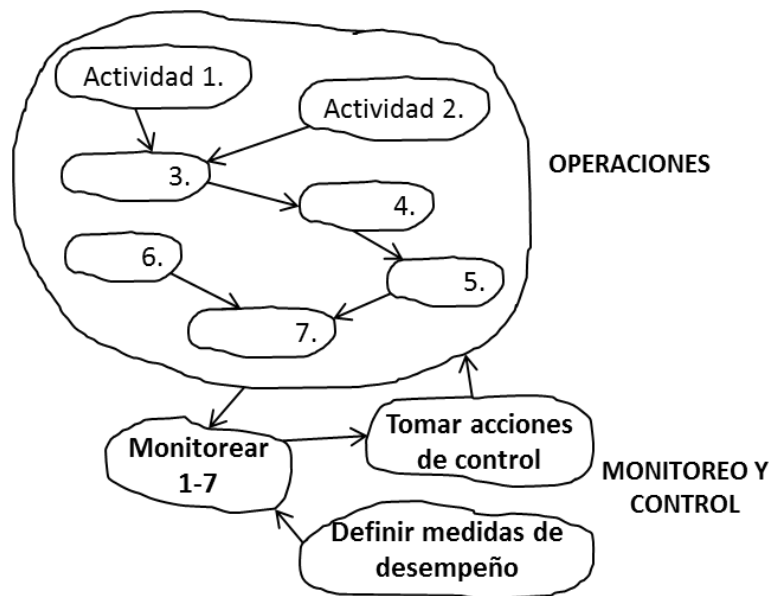 Actividad 1.
Actividad 2.
OPERACIONES
3.
4.
6.
5.
7.
Tomar acciones
de control
Monitorear
1-7
MONITOREO Y
CONTROL
Definir medidas de
desempeño